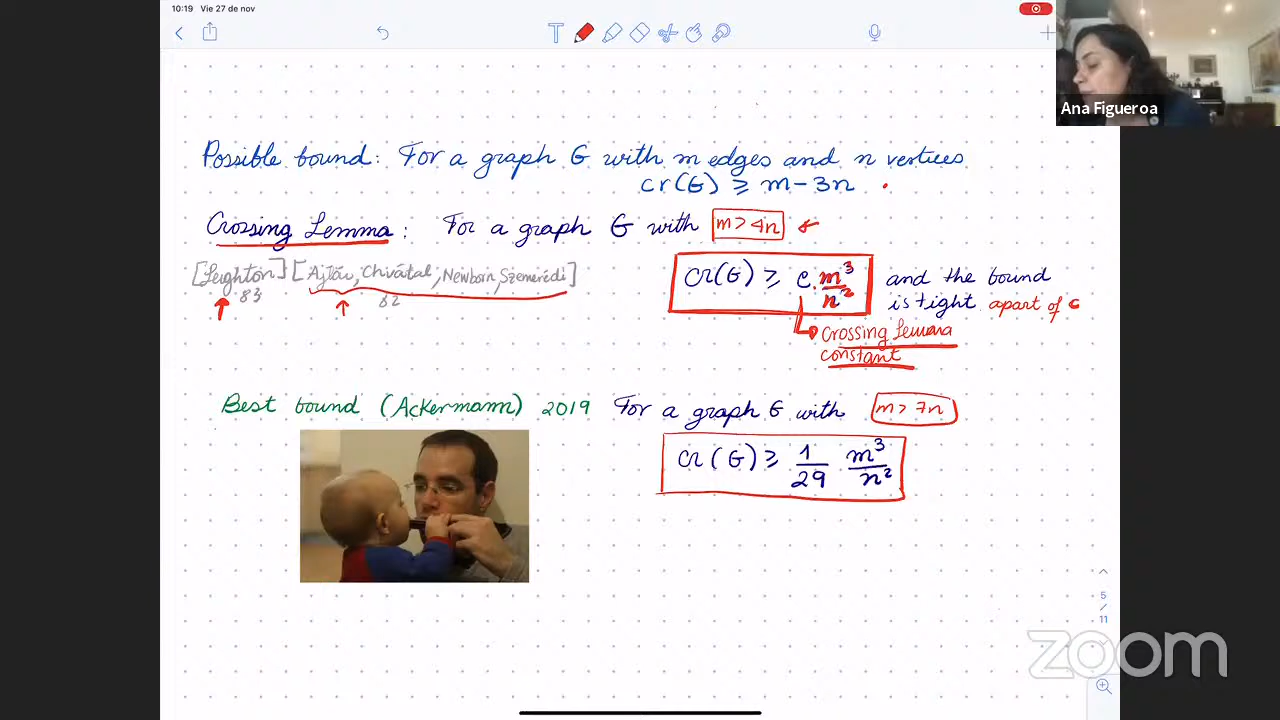 10:19 Vie 27 de nov
Ana Figueroa
Possible bound: For a graph G with m edges and n vertices
cr(G) ≥ m - 3n
Crossing Lemma: For a graph G with m > 4n
[Leighton] [Ajtai, Chvátal, Newborn, Szemerédi]
83 82
cr(G) ≥ c. m³/n² and the bound
is tight apart of c
Crossing Lemma
constant
Best bound (Ackermann) 2019 For a graph G with m > 7n
cr(G) ≥ 1/29 m³/n²
5
/
11
zoom